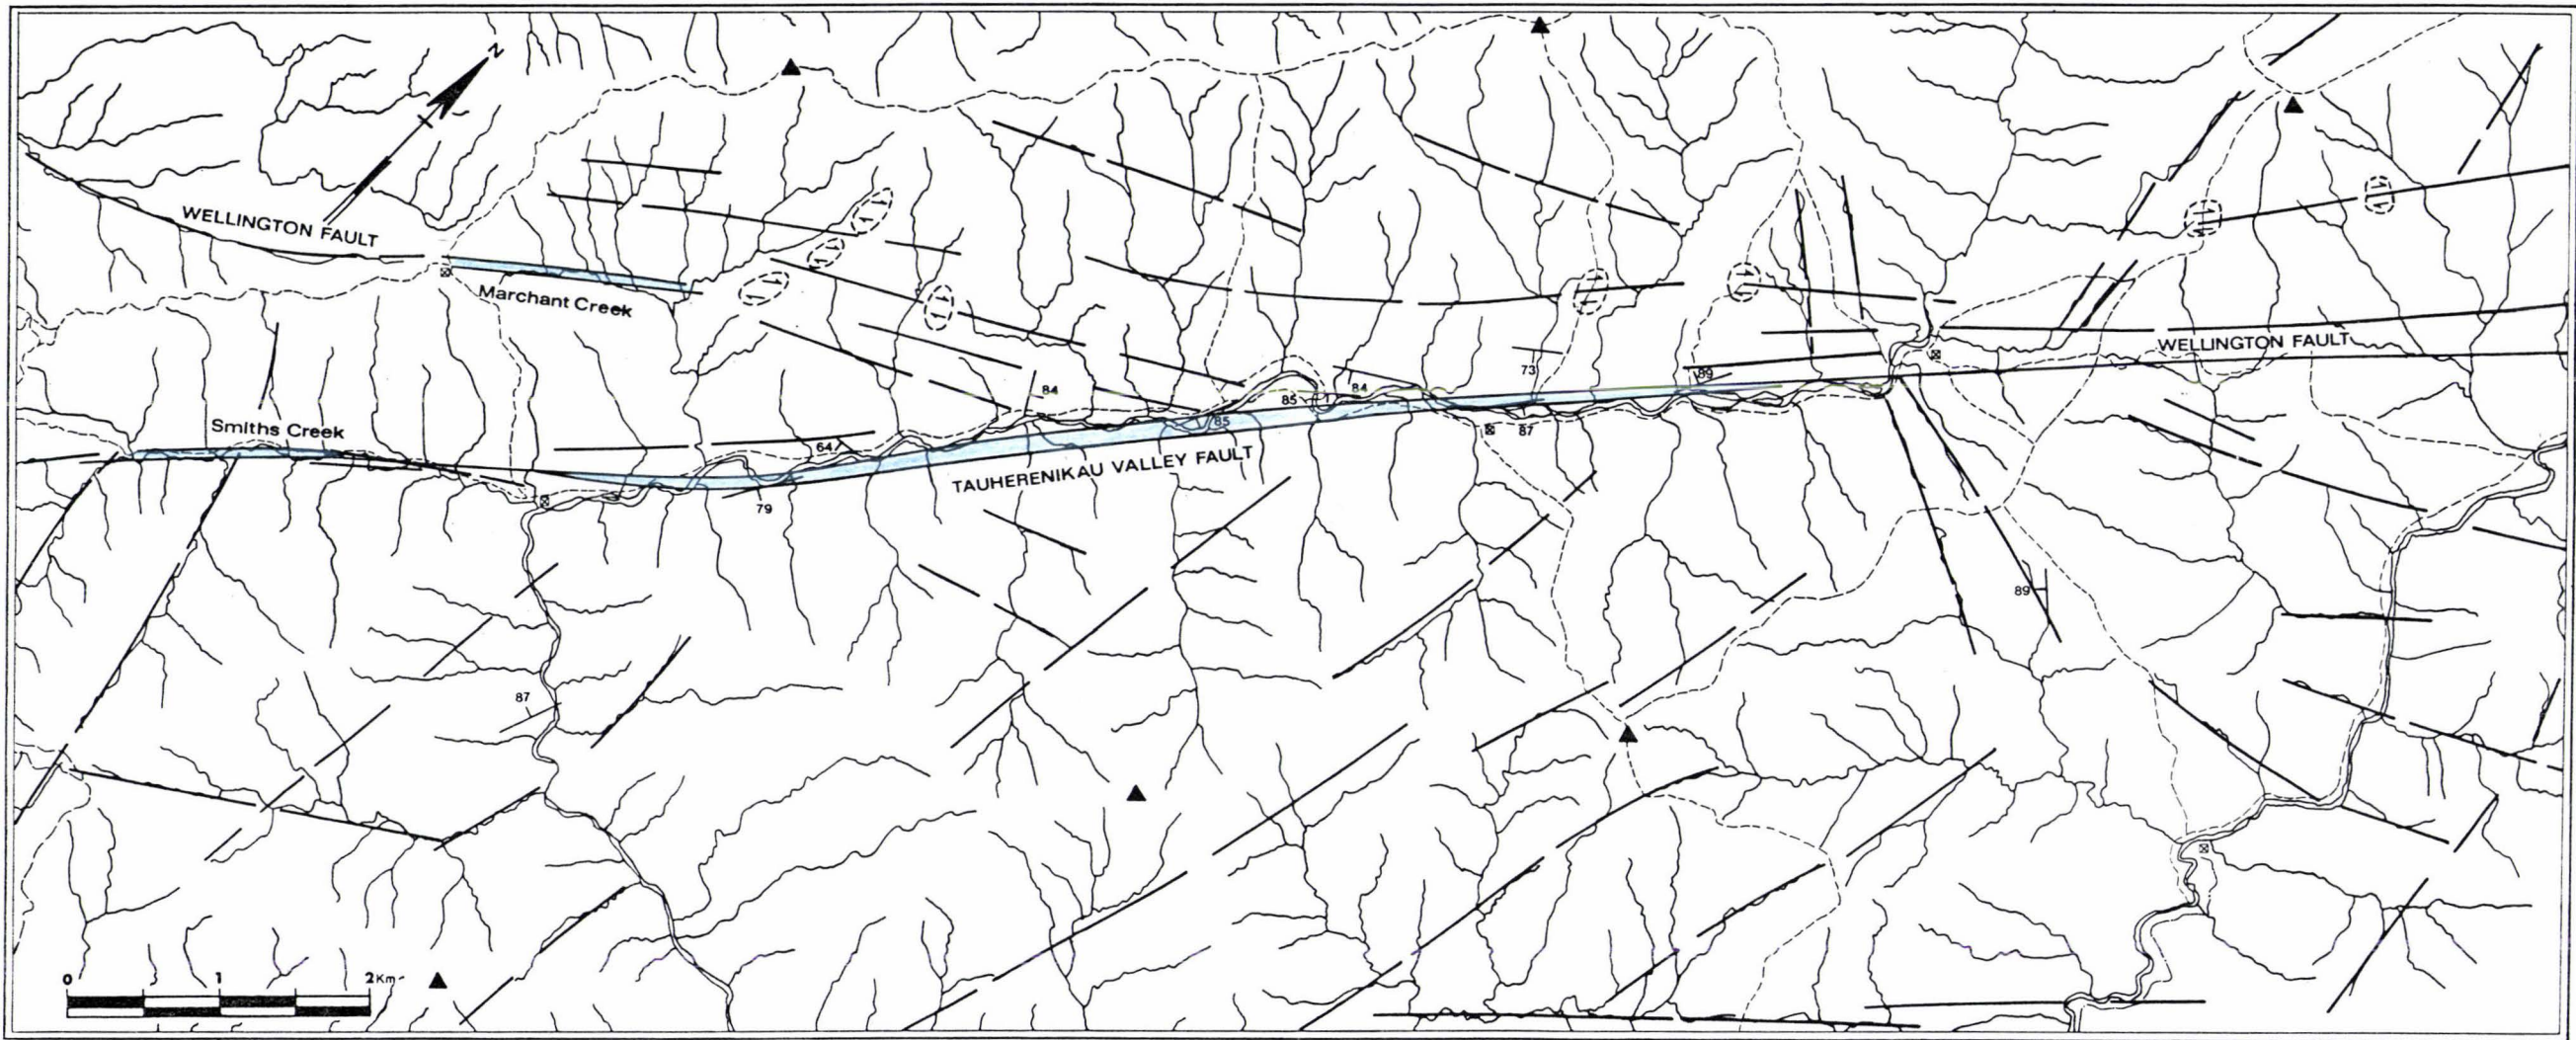 N
WELLINGTON FAULT
Marchant Creek
WELLINGTON FAULT
73
89
84
84
85
85
87
Smiths Creek
64
TAUHERENIKAU VALLEY FAULT
79
89
87
0 1 2Km